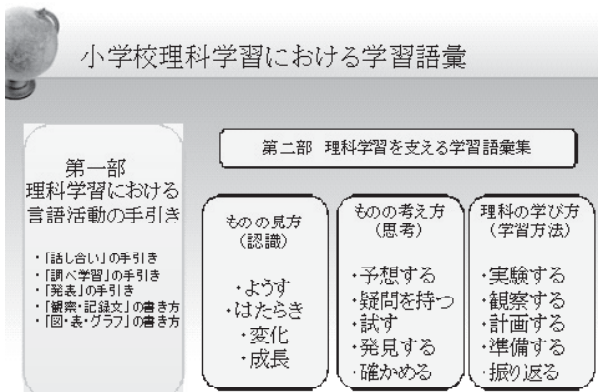 小学校理科学習における学習語彙
第一部
理科学習における
言語活動の手引き
・「話し合い」の手引き
・「調べ学習」の手引き
・「発表」の手引き
・「観察・記録文」の書き方
・「図・表・グラフ」の書き方
第二部 理科学習を支える学習語彙集
ものの見方
(認識)
・ようす
・はたらき
・変化
・成長
ものの考え方
(思考)
・予想する
・疑問を持つ
・試す
・発見する
・確かめる
理科の学び方
(学習方法)
・実験する
・観察する
・計画する
・準備する
・振り返る